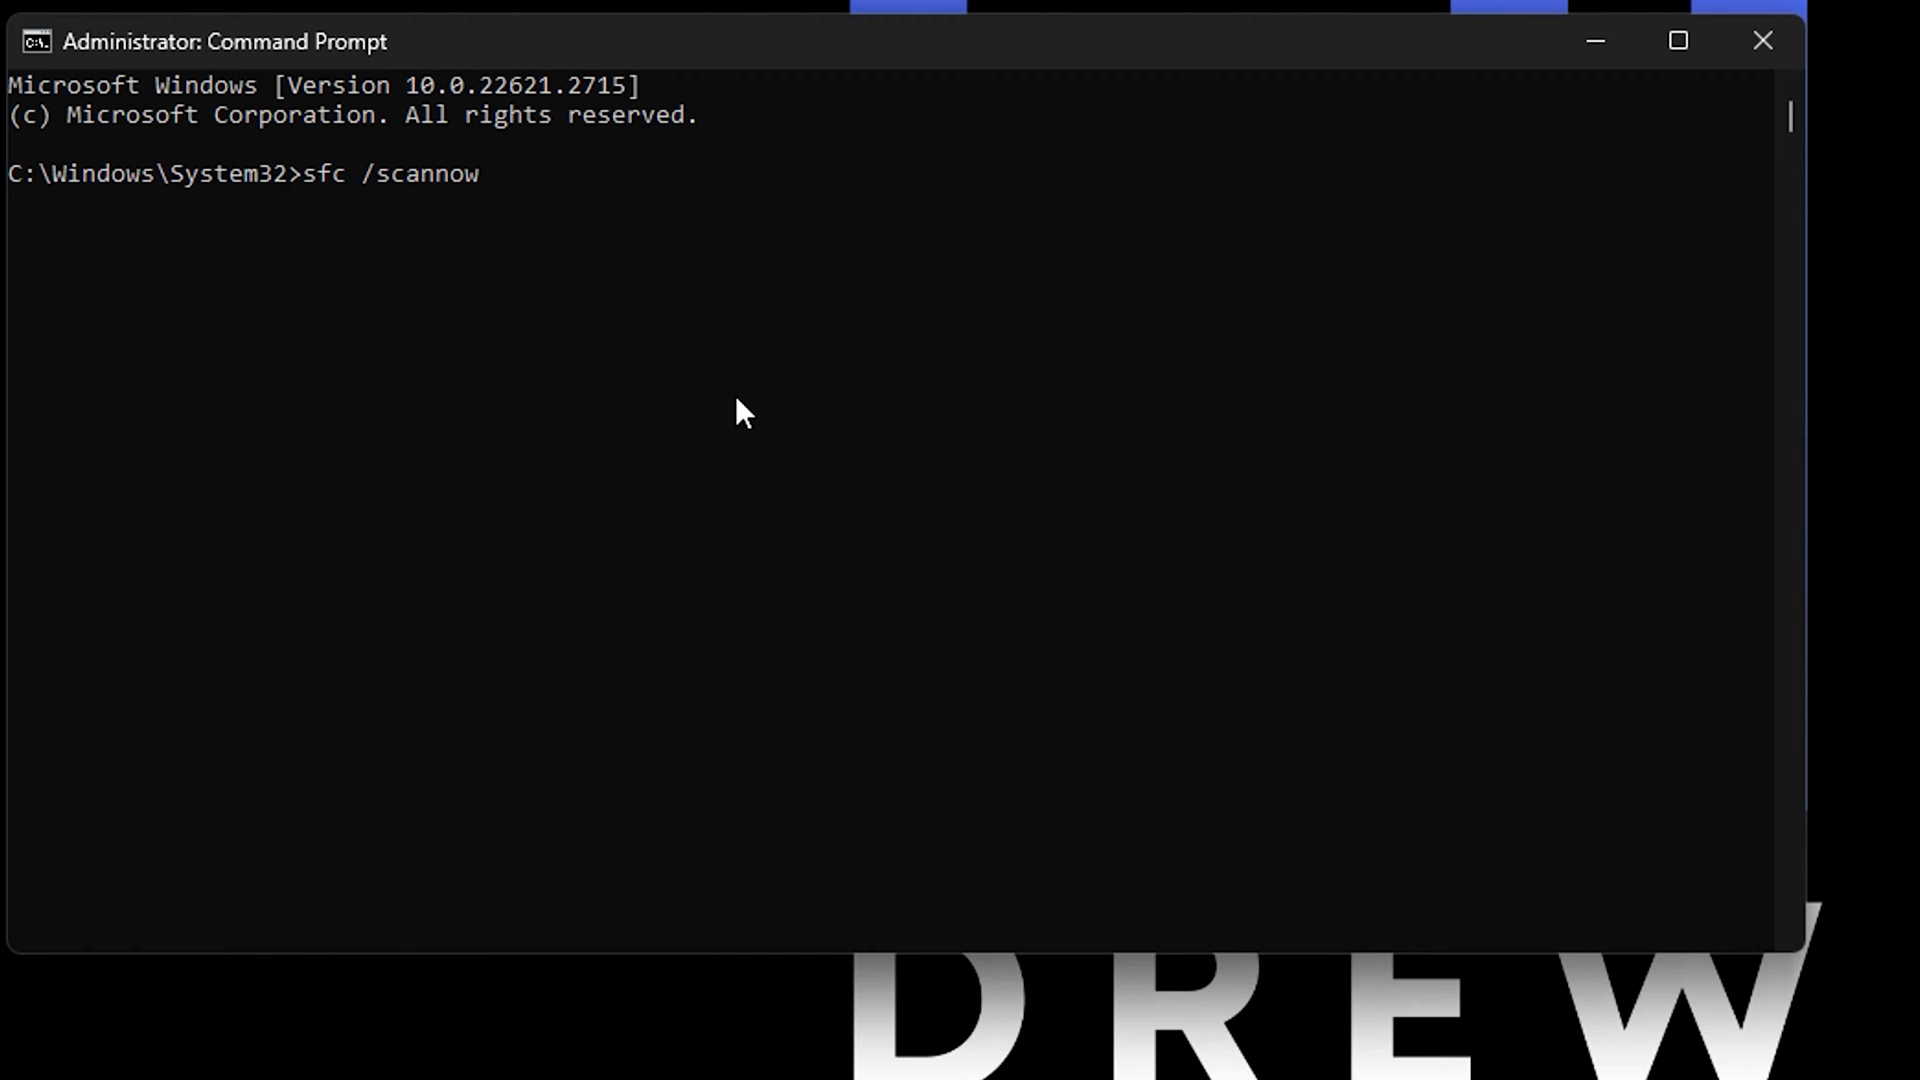 Administrator: Command Prompt
Microsoft Windows [Version 10.0.22621.2715]
(c) Microsoft Corporation. All rights reserved.
C:\Windows\System32>sfc /scannow
DREW